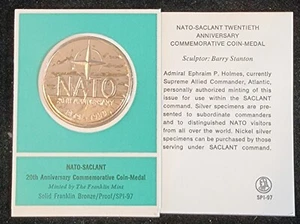 NATO
20TH ANNIVERSARY
NATO-SACLANT
20th Anniversary Commemorative Coin-Medal
Minted by The Franklin Mint
Solid Franklin Bronze/Proof/SPI-97
NATO-SACLANT TWENTIETH
ANNIVERSARY
COMMEMORATIVE COIN-MEDAL
Sculptor: Barry Stanton
Admiral Ephraim P. Holmes, currently
Supreme Allied Commander, Atlantic,
personally authorized minting of this
issue for use within the SACLANT
command. Silver specimens are pre-
sented to subordinate commanders
and to distinguished NATO visitors
from all over the world. Nickel silver
specimens can be purchased by those
serving under SACLANT command.
SPI-97